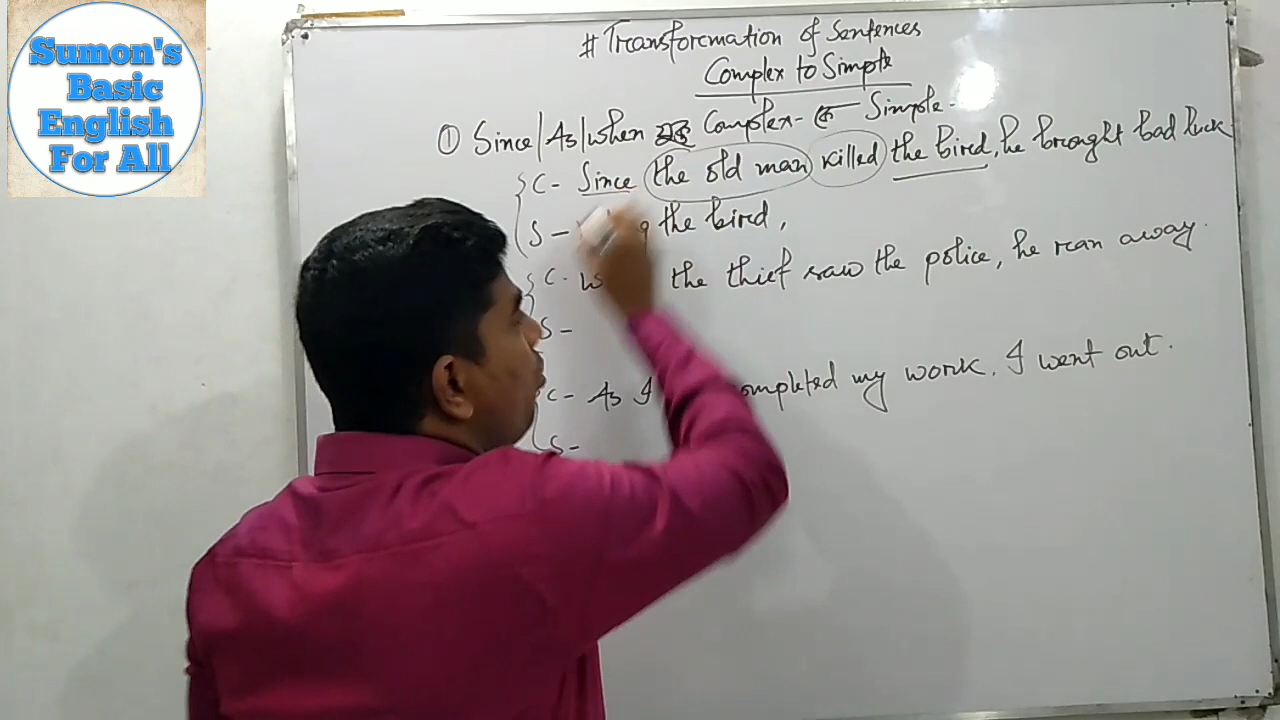 Sumon's
Basic
English
For All
# Transformation of Sentences
Complex to Simple
① Since/As/when Complex- Simple-
C- Since the old man killed the bird, he brought bad luck
S- the bird,
C- the thief saw the police, he ran away.
S-
C- As I completed my work, I went out.
S-